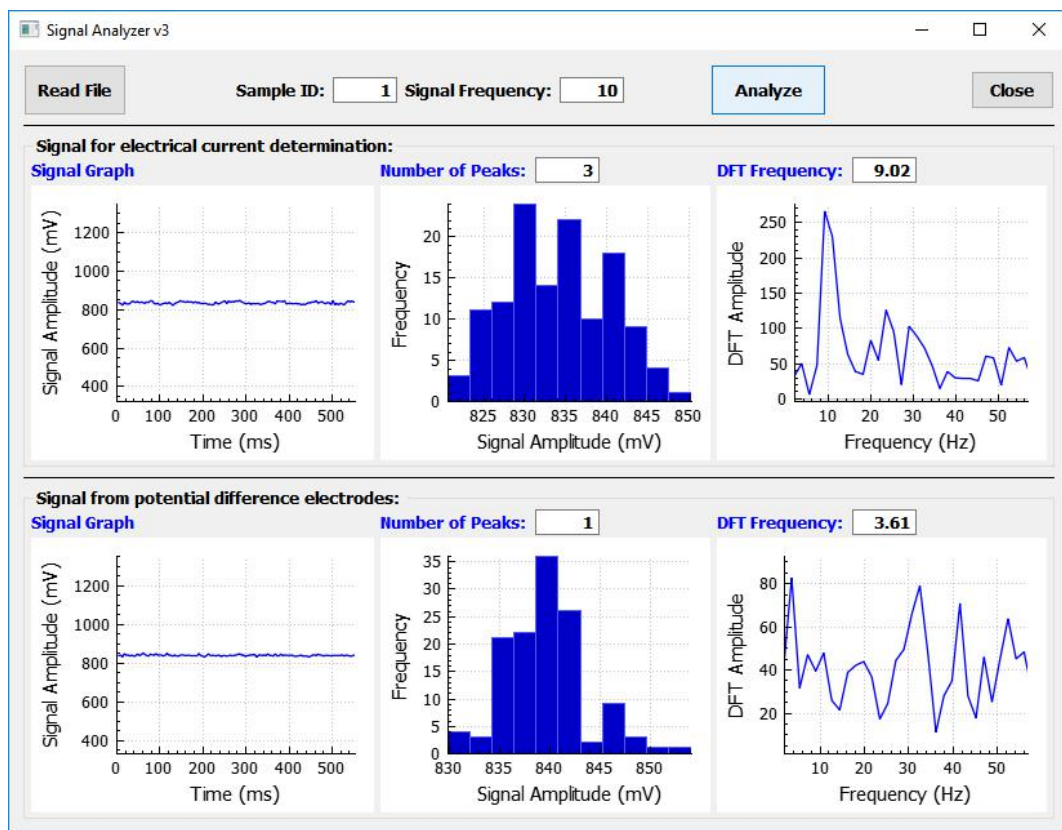 Signal Analyzer v3
Read File Sample ID: 1 Signal Frequency: 10 Analyze Close
Signal for electrical current determination:
Signal Graph
Signal Amplitude (mV)
1200
1000
800
600
400
0 100 200 300 400 500
Time (ms)
Number of Peaks: 3
Frequency
20
15
10
5
0
825 830 835 840 845 850
Signal Amplitude (mV)
DFT Frequency: 9.02
DFT Amplitude
250
200
150
100
50
0
10 20 30 40 50
Frequency (Hz)
Signal from potential difference electrodes:
Signal Graph
Signal Amplitude (mV)
1200
1000
800
600
400
0 100 200 300 400 500
Time (ms)
Number of Peaks: 1
Frequency
35
30
25
20
15
10
5
0
830 835 840 845 850
Signal Amplitude (mV)
DFT Frequency: 3.61
DFT Amplitude
80
60
40
20
10 20 30 40 50
Frequency (Hz)